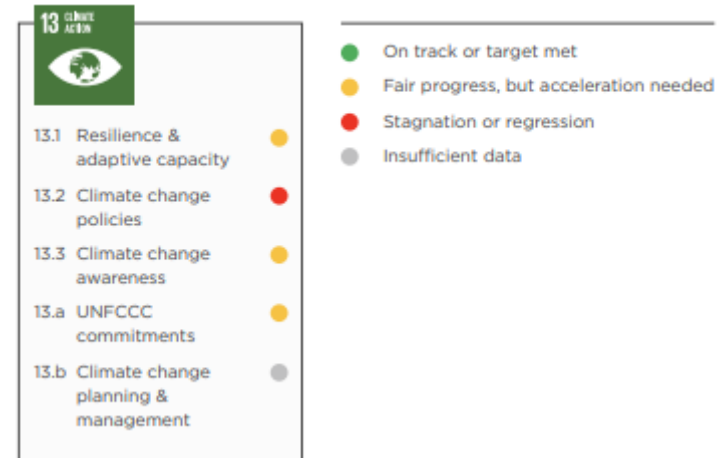 13 CLIMATE
ACTION
13.1 Resilience &
adaptive capacity
13.2 Climate change
policies
13.3 Climate change
awareness
13.a UNFCCC
commitments
13.b Climate change
planning &
management
On track or target met
Fair progress, but acceleration needed
Stagnation or regression
Insufficient data